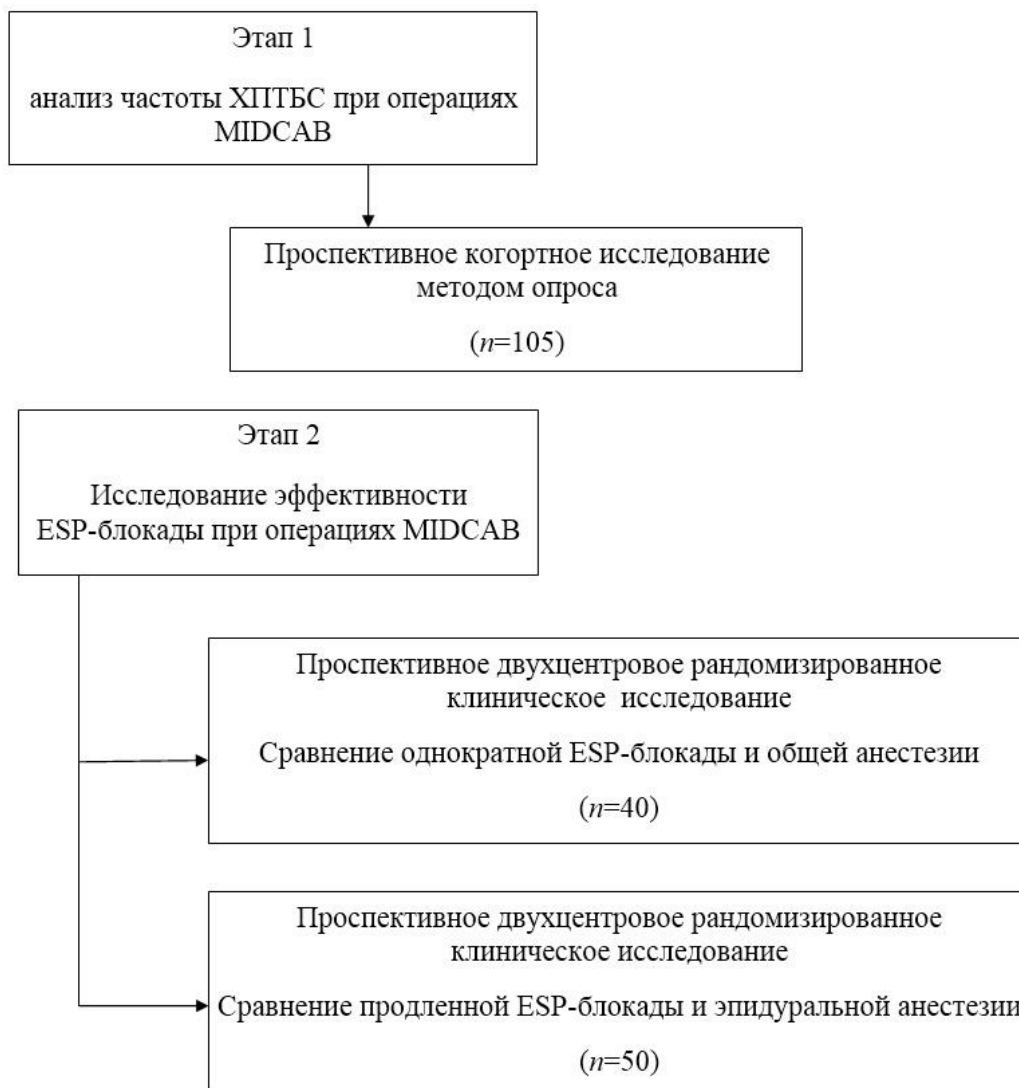 Этап 1
анализ частоты ХПТБС при операциях
MIDCAB
Проспективное когортное исследование
методом опроса
(n=105)
Этап 2
Исследование эффективности
ESP-блокады при операциях MIDCAB
Проспективное двухцентровое рандомизированное
клиническое исследование
Сравнение однократной ESP-блокады и общей анестезии
(n=40)
Проспективное двухцентровое рандомизированное
клиническое исследование
Сравнение продленной ESP-блокады и эпидуральной анестезии
(n=50)